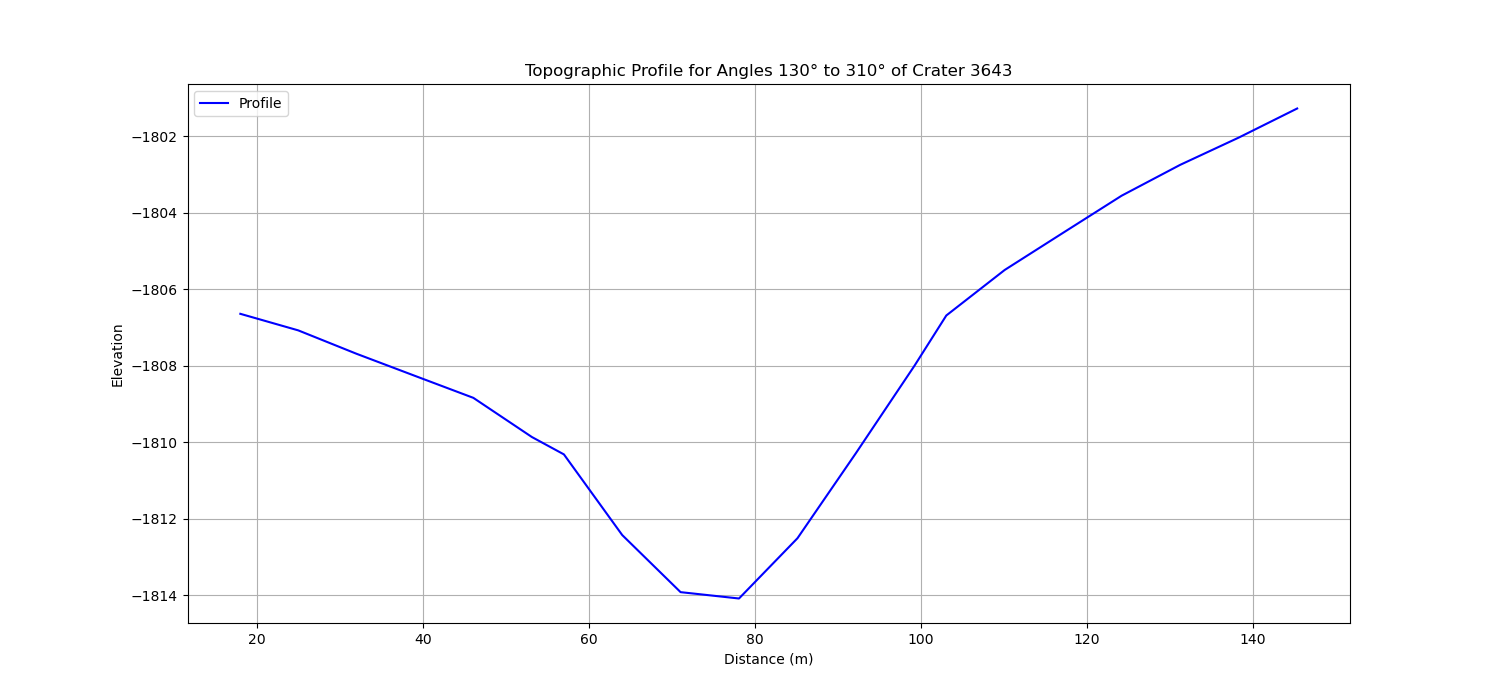 Topographic Profile for Angles 130° to 310° of Crater 3643
Profile
−1802
−1804
−1806
−1808
−1810
−1812
−1814
Elevation
20 40 60 80 100 120 140
Distance (m)